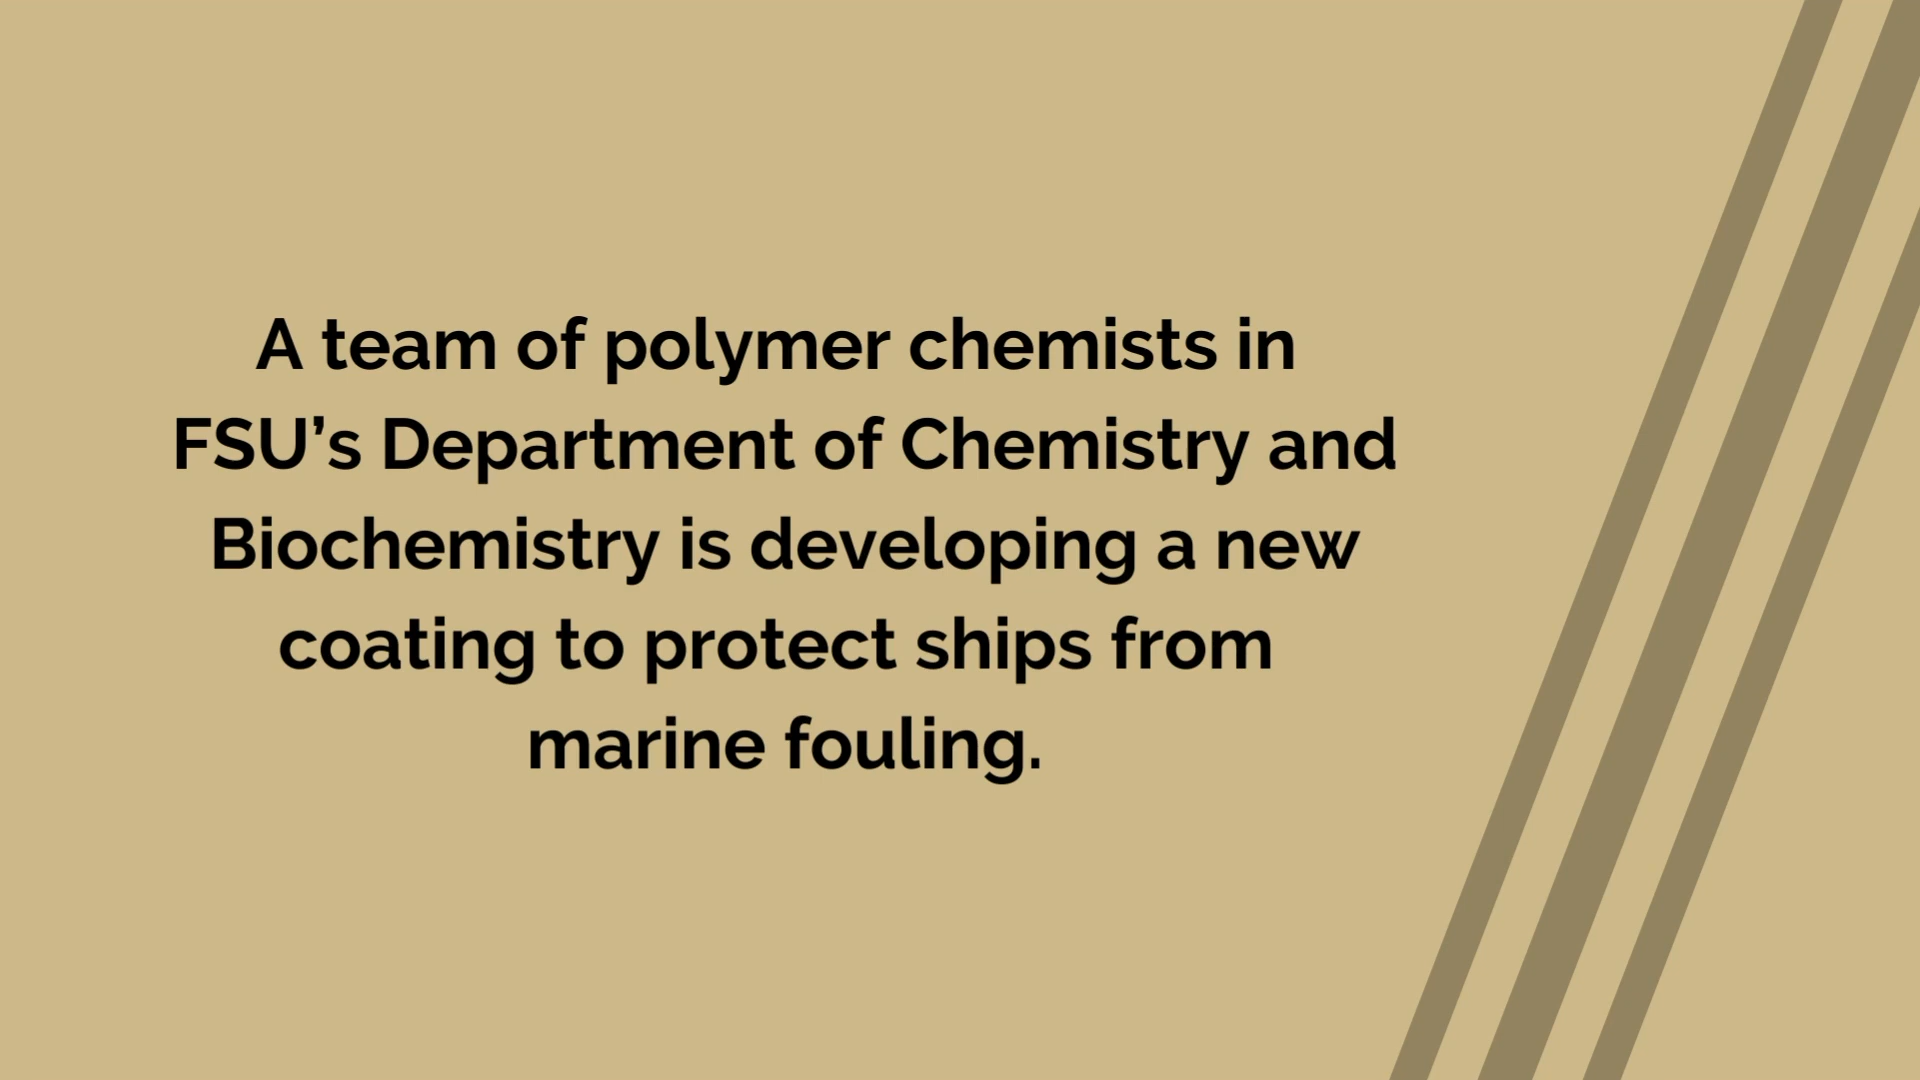 A team of polymer chemists in
FSU’s Department of Chemistry and
Biochemistry is developing a new
coating to protect ships from
marine fouling.